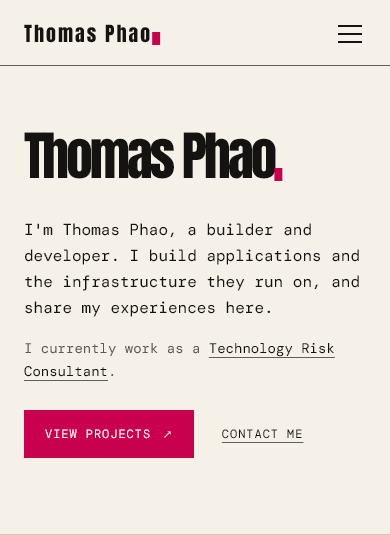 Thomas Phao.
Thomas Phao.
I'm Thomas Phao, a builder and
developer. I build applications and
the infrastructure they run on, and
share my experiences here.
I currently work as a Technology Risk
Consultant.
VIEW PROJECTS ↗
CONTACT ME